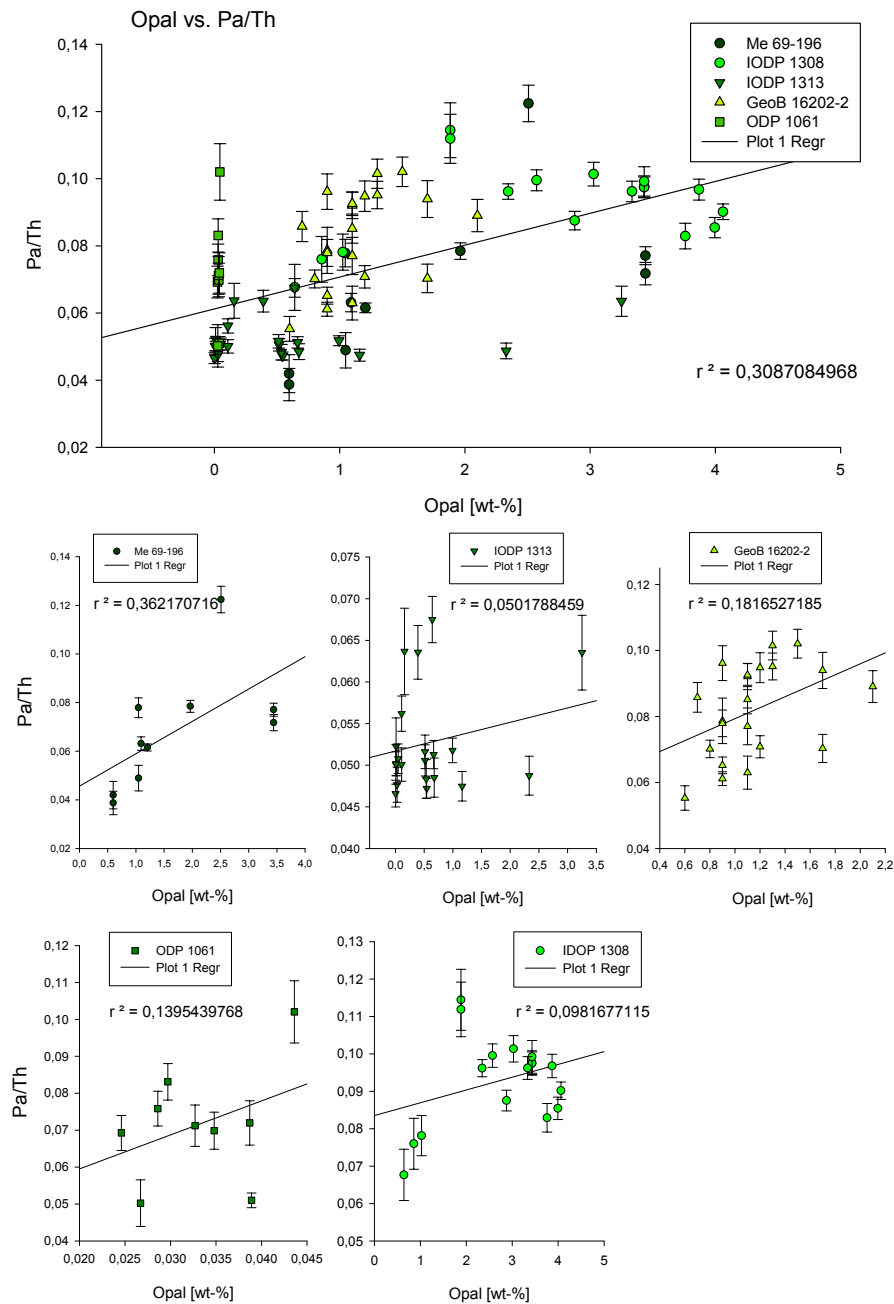 Opal vs. Pa/Th
0,14
0,12
0,10
0,08
0,06
0,04
0,02
Pa/Th
0
1
2
3
4
5
Opal [wt-%]
Me 69-196
IODP 1308
IODP 1313
GeoB 16202-2
ODP 1061
Plot 1 Regr
r ² = 0,3087084968
Me 69-196
Plot 1 Regr
r ² = 0,362170716
0,14
0,12
0,10
0,08
0,06
0,04
0,02
Pa/Th
0,0
0,5
1,0
1,5
2,0
2,5
3,0
3,5
4,0
Opal [wt-%]
IODP 1313
Plot 1 Regr
r ² = 0,0501788459
0,075
0,070
0,065
0,060
0,055
0,050
0,045
0,040
0,0
0,5
1,0
1,5
2,0
2,5
3,0
3,5
Opal [wt-%]
GeoB 16202-2
Plot 1 Regr
r ² = 0,1816527185
0,12
0,10
0,08
0,06
0,04
0,4
0,6
0,8
1,0
1,2
1,4
1,6
1,8
2,0
2,2
Opal [wt-%]
ODP 1061
Plot 1 Regr
r ² = 0,1395439768
0,12
0,11
0,10
0,09
0,08
0,07
0,06
0,05
0,04
Pa/Th
0,020
0,025
0,030
0,035
0,040
0,045
Opal [wt-%]
IDOP 1308
Plot 1 Regr
r ² = 0,0981677115
0,13
0,12
0,11
0,10
0,09
0,08
0,07
0,06
0,05
0
1
2
3
4
5
Opal [wt-%]